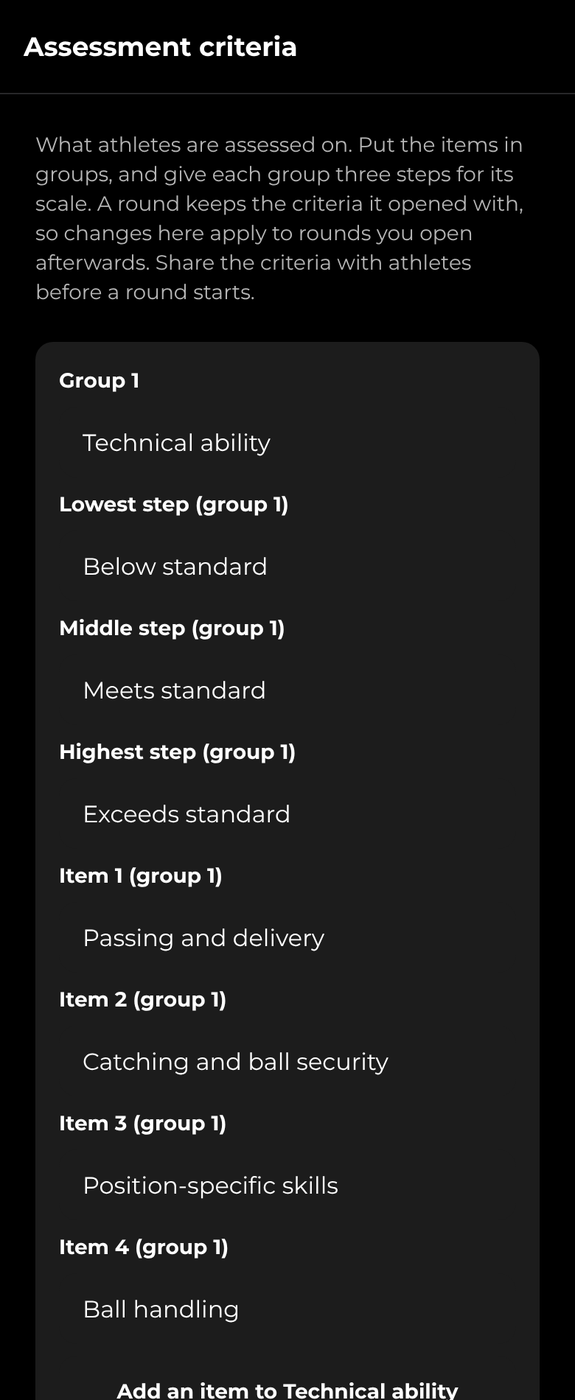 Assessment criteria
What athletes are assessed on. Put the items in
groups, and give each group three steps for its
scale. A round keeps the criteria it opened with,
so changes here apply to rounds you open
afterwards. Share the criteria with athletes
before a round starts.
Group 1
Technical ability
Lowest step (group 1)
Below standard
Middle step (group 1)
Meets standard
Highest step (group 1)
Exceeds standard
Item 1 (group 1)
Passing and delivery
Item 2 (group 1)
Catching and ball security
Item 3 (group 1)
Position-specific skills
Item 4 (group 1)
Ball handling
Add an item to Technical ability